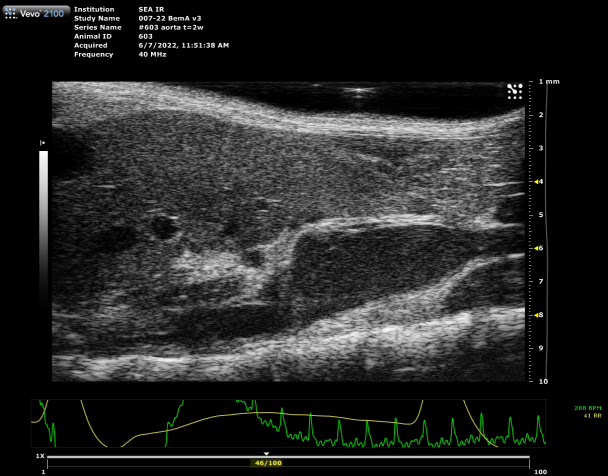 Vevo 2100
Institution SEA IR
Study Name 007-22 BemA v3
Series Name #603 aorta t=2w
Animal ID 603
Acquired 6/7/2022, 11:51:38 AM
Frequency 40 MHz
1 mm
2
3
4
5
6
7
8
9
10
288 BPM
41 RR
1X
46/100
1
100